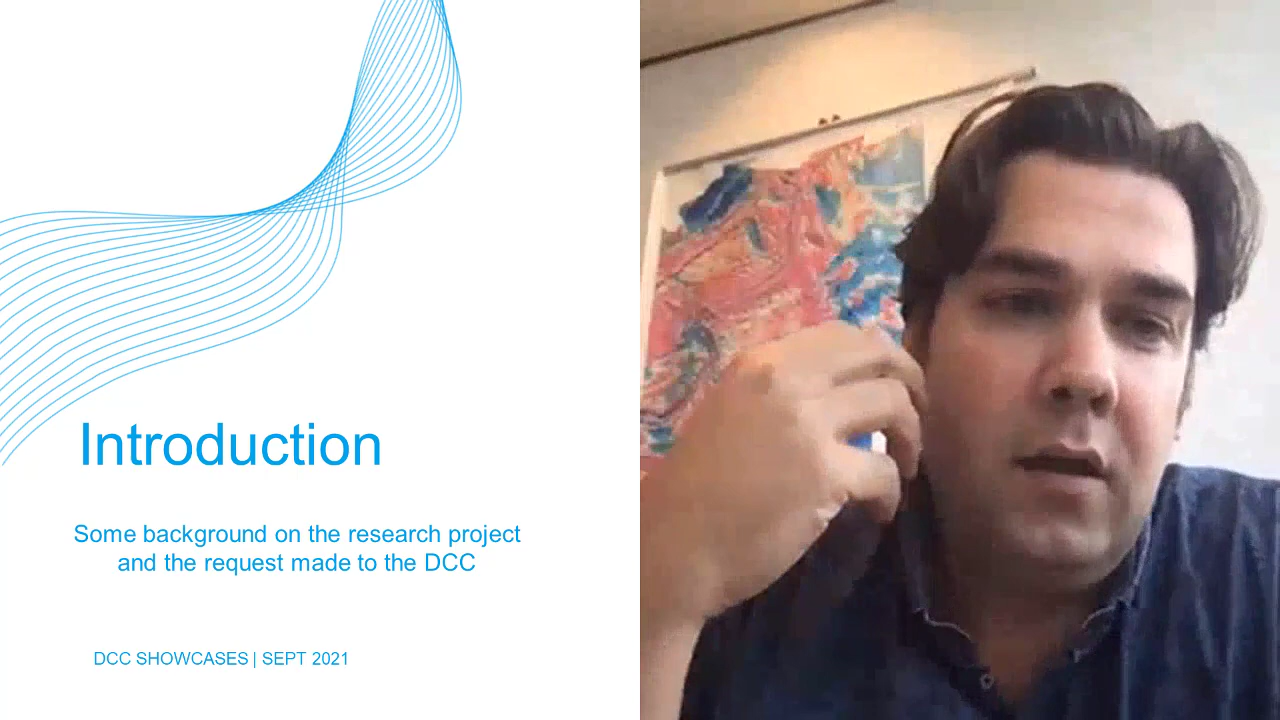 Introduction
Some background on the research project
and the request made to the DCC
DCC SHOWCASES | SEPT 2021